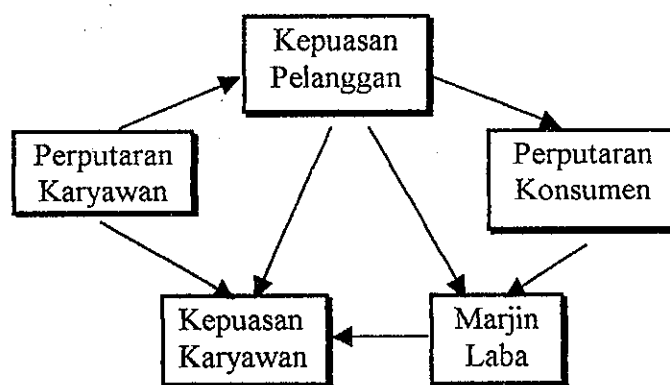 Kepuasan
Pelanggan
Perputaran
Karyawan
Perputaran
Konsumen
Kepuasan
Karyawan
Marjin
Laba